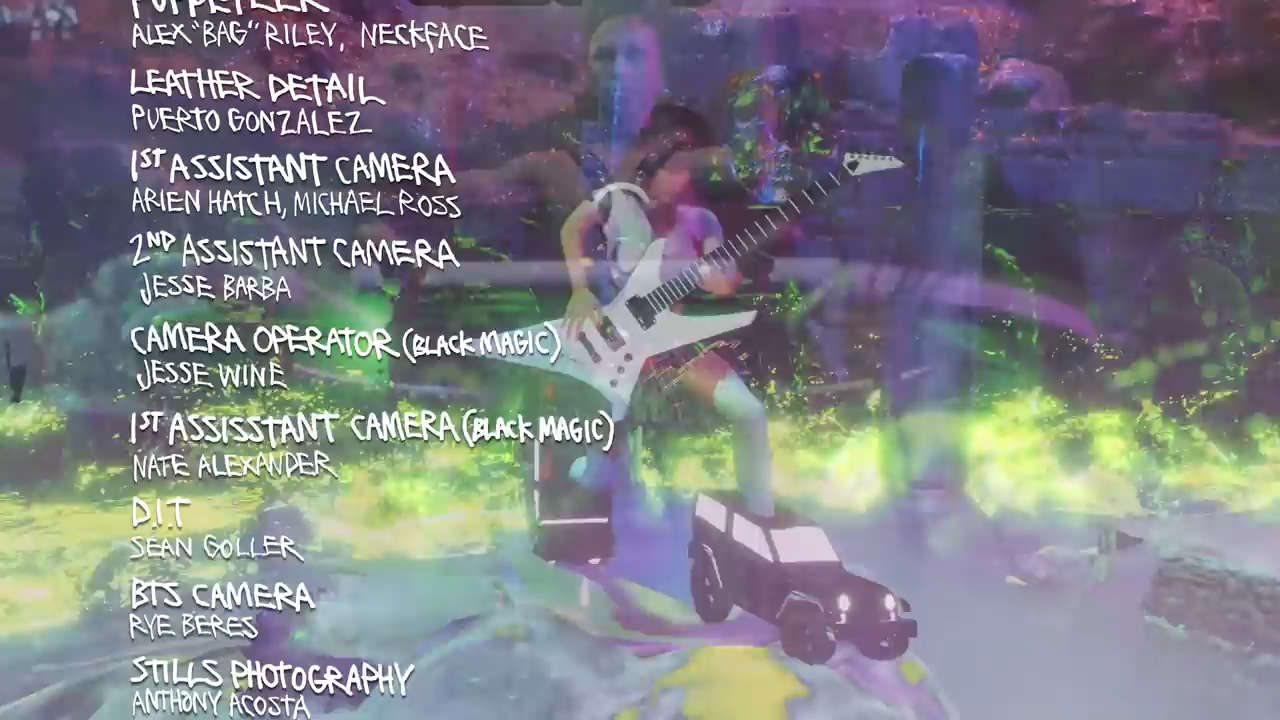 PUPPETEER
ALEX "BAG" RILEY, NECKFACE
LEATHER DETAIL
PUERTO GONZALEZ
1ST ASSISTANT CAMERA
ARIEN HATCH, MICHAEL ROSS
2ND ASSISTANT CAMERA
JESSE BARBA
CAMERA OPERATOR (BLACK MAGIC)
JESSE WINE
1ST ASSISSTANT CAMERA (BLACK MAGIC)
NATE ALEXANDER
D.I.T
SEAN GOLLER
BTS CAMERA
RYE BERES
STILLS PHOTOGRAPHY
ANTHONY ACOSTA